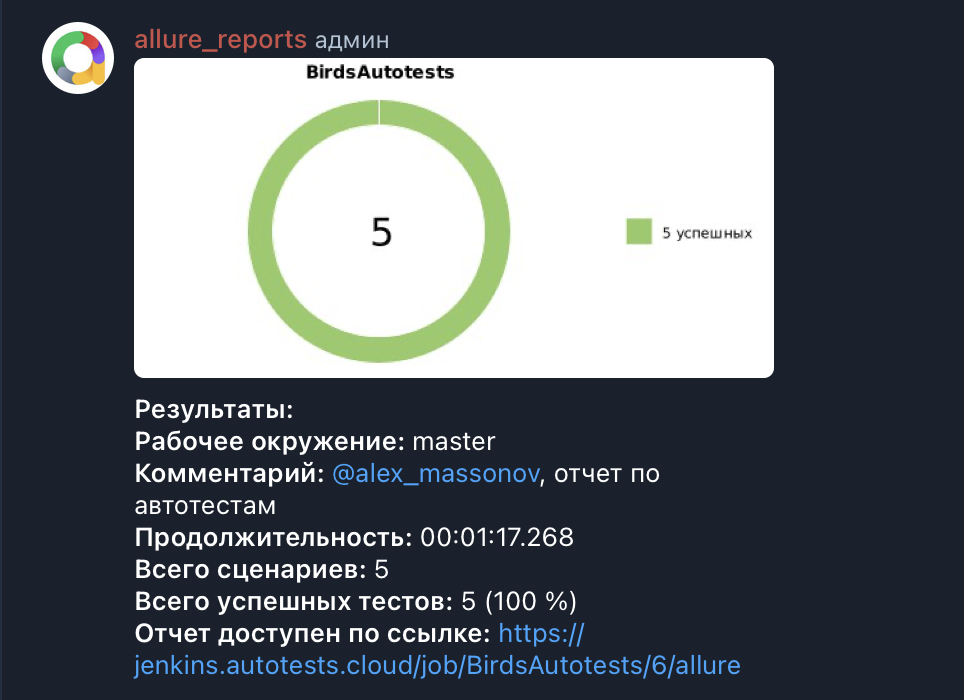 allure_reports админ
BirdsAutotests
5
5 успешных
Результаты:
Рабочее окружение: master
Комментарий: @alex_massonov, отчет по
автотестам
Продолжительность: 00:01:17.268
Всего сценариев: 5
Всего успешных тестов: 5 (100 %)
Отчет доступен по ссылке: https://
jenkins.autotests.cloud/job/BirdsAutotests/6/allure